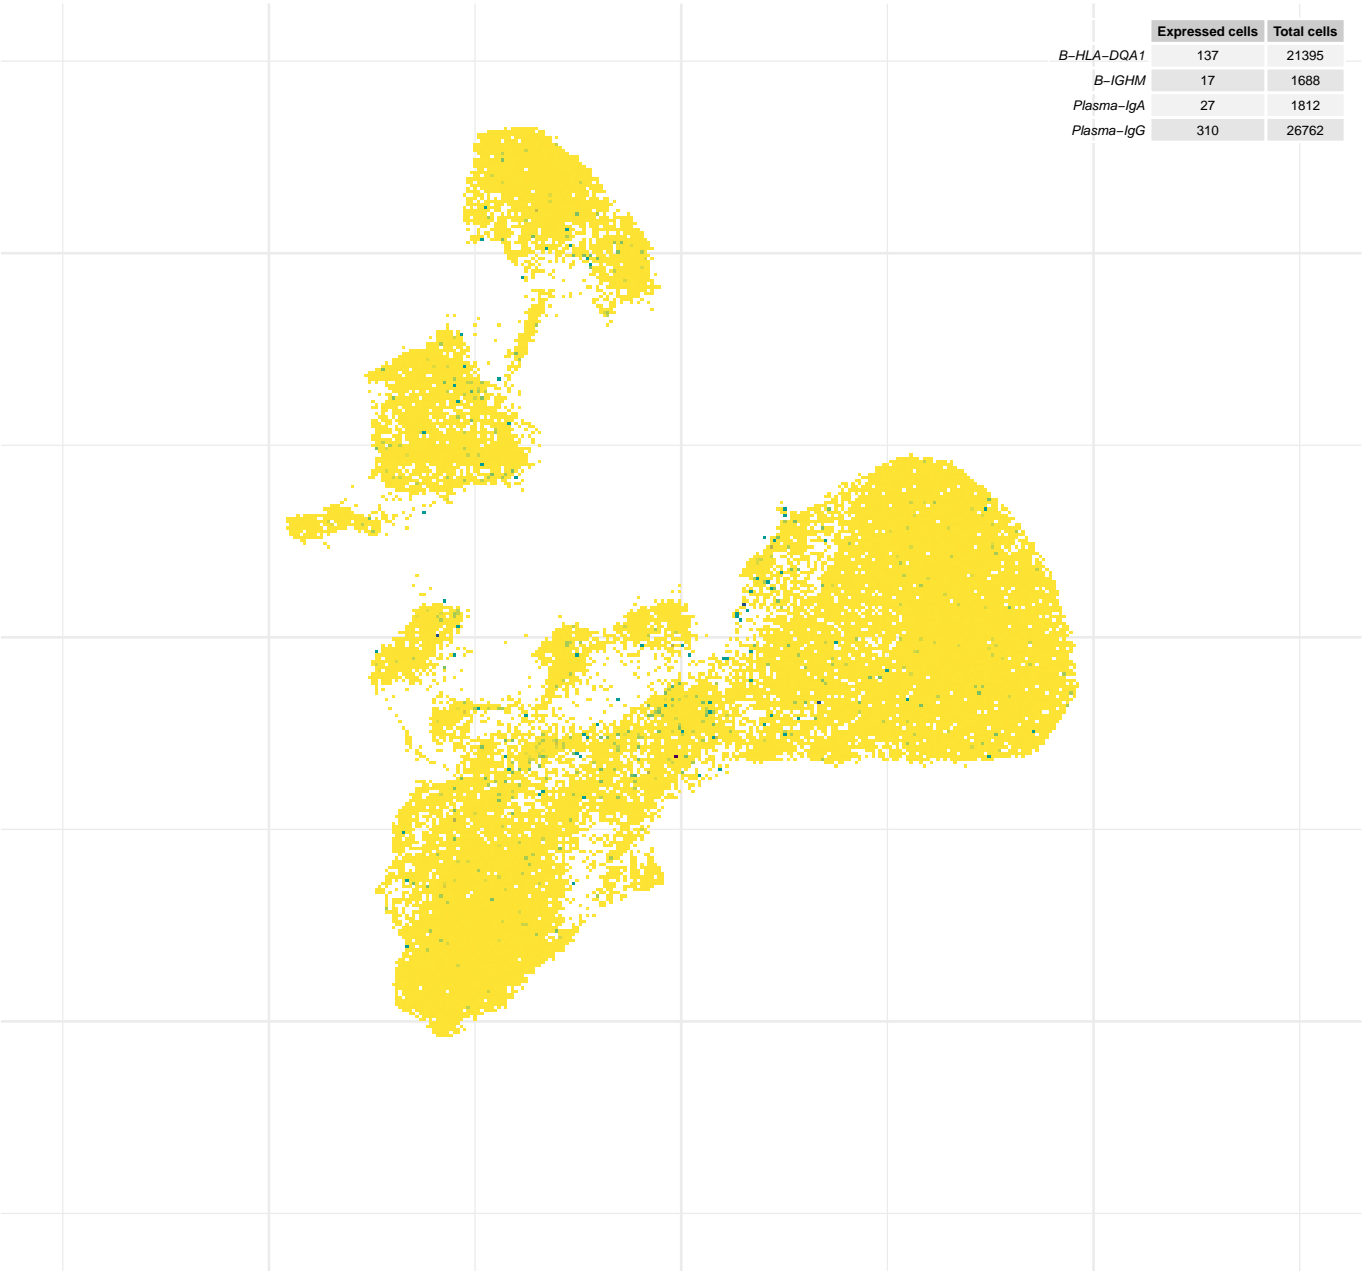 Expressed cells Total cells
B−HLA−DQA1 137 21395
B−IGHM 17 1688
Plasma−IgA 27 1812
Plasma−IgG 310 26762